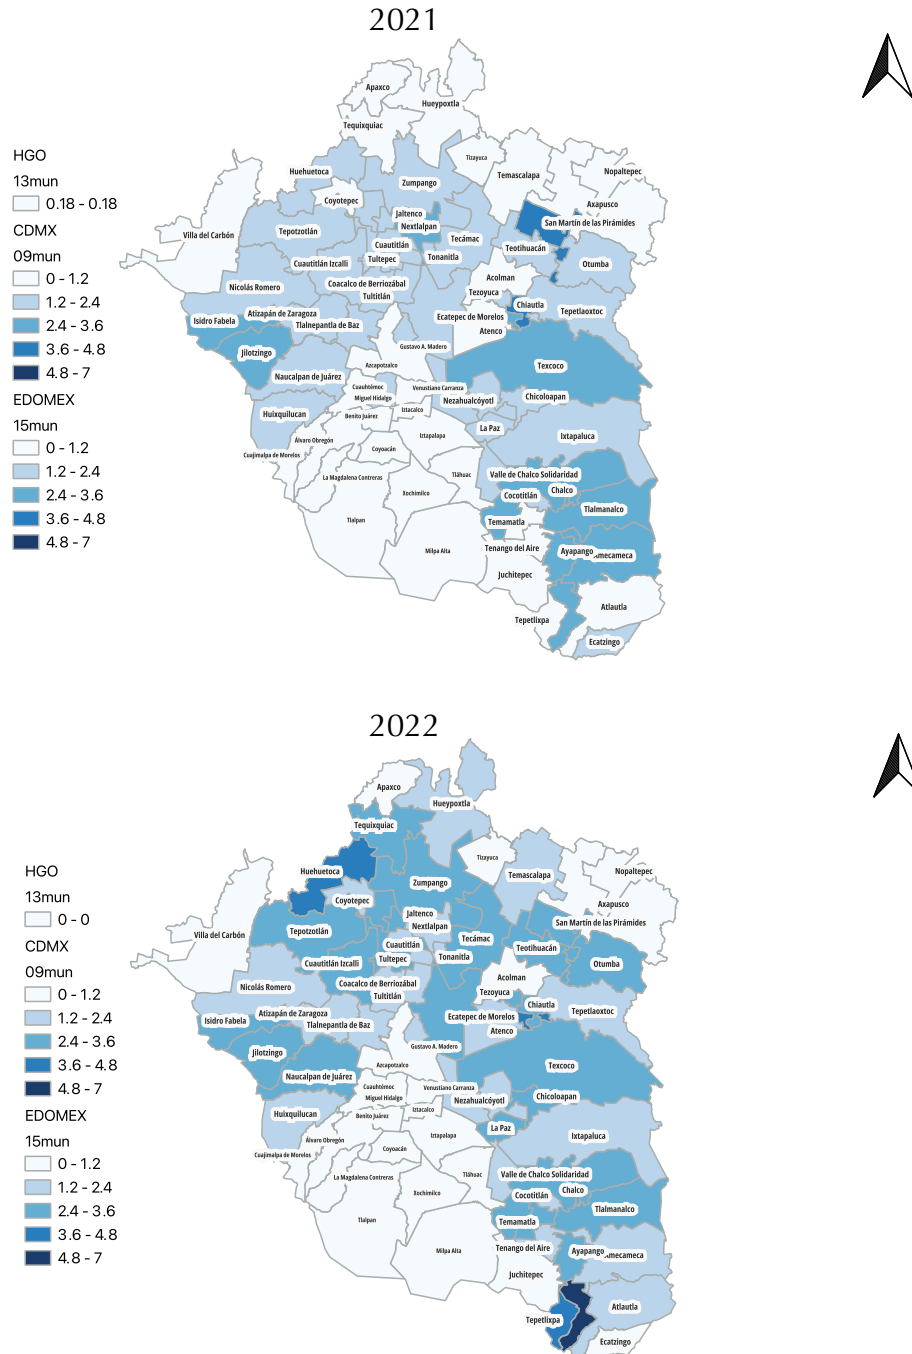 2021
Apaxco
Hueypoxtla
Tequixquiac
HGO
13mun
0.18 - 0.18
CDMX
09mun
0 - 1.2
1.2 - 2.4
2.4 - 3.6
3.6 - 4.8
4.8 - 7
EDOMEX
15mun
0 - 1.2
1.2 - 2.4
2.4 - 3.6
3.6 - 4.8
4.8 - 7
Tizayuca
Huehuetoca
Temascalapa
Nopaltepec
Zumpango
Coyotepec
Axapusco
Jaltenco
San Martín de las Pirámides
Nextlalpan
Villa del Carbón
Tepotzotlán
Tecámac
Cuautitlán
Teotihuacán
Tonanitla
Tultepec
Cuautitlán Izcalli
Otumba
Acolman
Coacalco de Berriozábal
Nicolás Romero
Tezoyuca
Tultitlán
Chiautla
Tepetlaoxtoc
Atizapán de Zaragoza
Ecatepec de Morelos
Isidro Fabela
Tlalnepantla de Baz
Atenco
Gustavo A. Madero
Jilotzingo
Azcapotzalco
Texcoco
Naucalpan de Juárez
Cuauhtémoc
Venustiano Carranza
Miguel Hidalgo
Chicoloapan
Nezahualcóyotl
Iztacalco
Huixquilucan
Benito Juárez
La Paz
Iztapalapa
Ixtapaluca
Álvaro Obregón
Coyoacán
Cuajimalpa de Morelos
Tláhuac
Valle de Chalco Solidaridad
La Magdalena Contreras
Chalco
Xochimilco
Cocotitlán
Tlalmanalco
Tlalpan
Temamatla
Tenango del Aire
Milpa Alta
Ayapango
mecameca
Juchitepec
Atlautla
Tepetlixpa
Ecatzingo
2022
Apaxco
Hueypoxtla
Tequixquiac
HGO
13mun
0 - 0
CDMX
09mun
0 - 1.2
1.2 - 2.4
2.4 - 3.6
3.6 - 4.8
4.8 - 7
EDOMEX
15mun
0 - 1.2
1.2 - 2.4
2.4 - 3.6
3.6 - 4.8
4.8 - 7
Tizayuca
Huehuetoca
Temascalapa
Nopaltepec
Zumpango
Coyotepec
Axapusco
Jaltenco
San Martín de las Pirámides
Nextlalpan
Villa del Carbón
Tepotzotlán
Tecámac
Cuautitlán
Teotihuacán
Tonanitla
Tultepec
Cuautitlán Izcalli
Otumba
Acolman
Coacalco de Berriozábal
Nicolás Romero
Tezoyuca
Tultitlán
Chiautla
Tepetlaoxtoc
Atizapán de Zaragoza
Ecatepec de Morelos
Isidro Fabela
Tlalnepantla de Baz
Atenco
Gustavo A. Madero
Jilotzingo
Azcapotzalco
Texcoco
Naucalpan de Juárez
Cuauhtémoc
Venustiano Carranza
Miguel Hidalgo
Chicoloapan
Nezahualcóyotl
Iztacalco
Huixquilucan
Benito Juárez
La Paz
Iztapalapa
Ixtapaluca
Álvaro Obregón
Coyoacán
Cuajimalpa de Morelos
Tláhuac
Valle de Chalco Solidaridad
La Magdalena Contreras
Chalco
Xochimilco
Cocotitlán
Tlalmanalco
Tlalpan
Temamatla
Tenango del Aire
Milpa Alta
Ayapango
mecameca
Juchitepec
Atlautla
Tepetlixpa
Ecatzingo